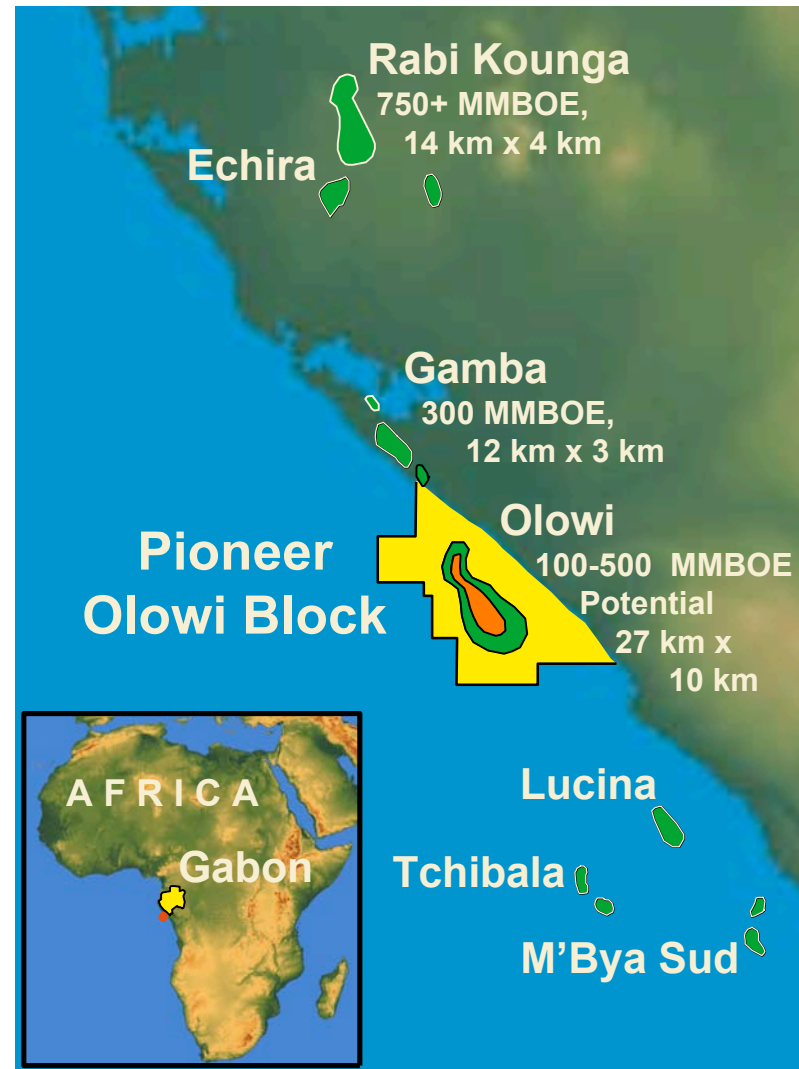 Rabi Kounga
750+ MMBOE,
14 km x 4 km
Echira
Gamba
300 MMBOE,
12 km x 3 km
Olowi
100-500 MMBOE
Potential
27 km x
10 km
Pioneer
Olowi Block
Lucina
Tchibala
M'Bya Sud
AFRICA
Gabon